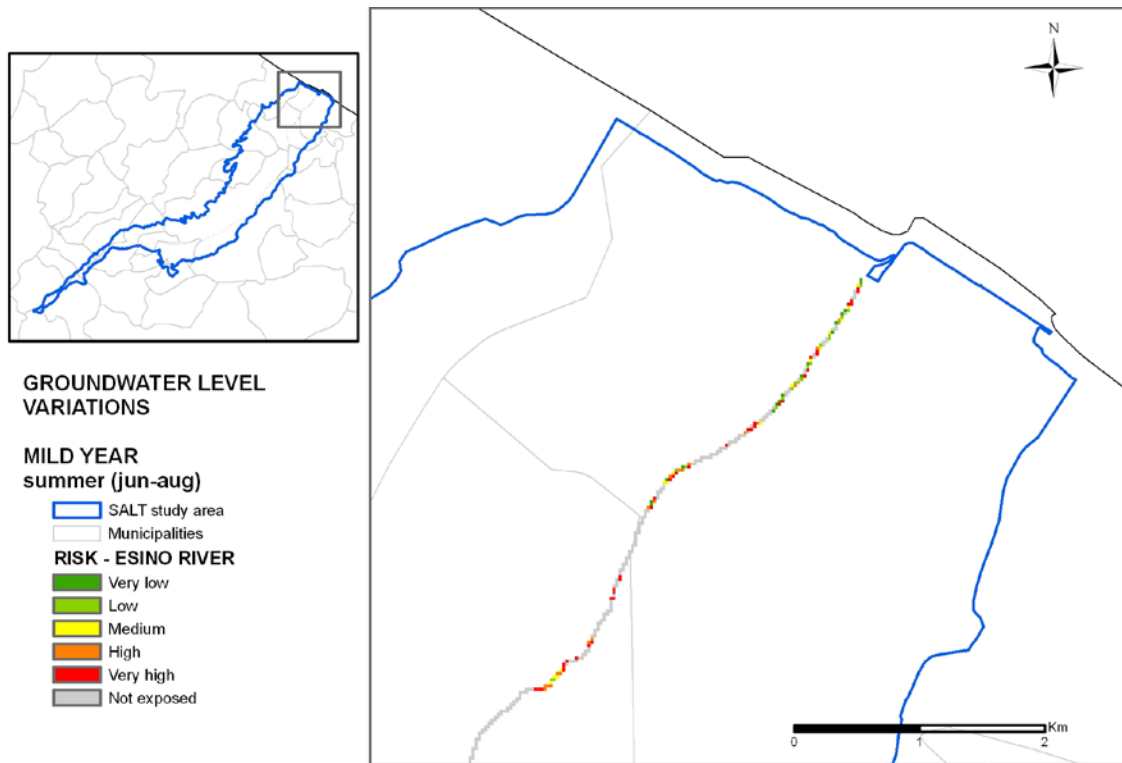 GROUNDWATER LEVEL
VARIATIONS
MILD YEAR
summer (jun-aug)
SALT study area
Municipalities
RISK - ESINO RIVER
Very low
Low
Medium
High
Very high
Not exposed
N
Km
0 1 2